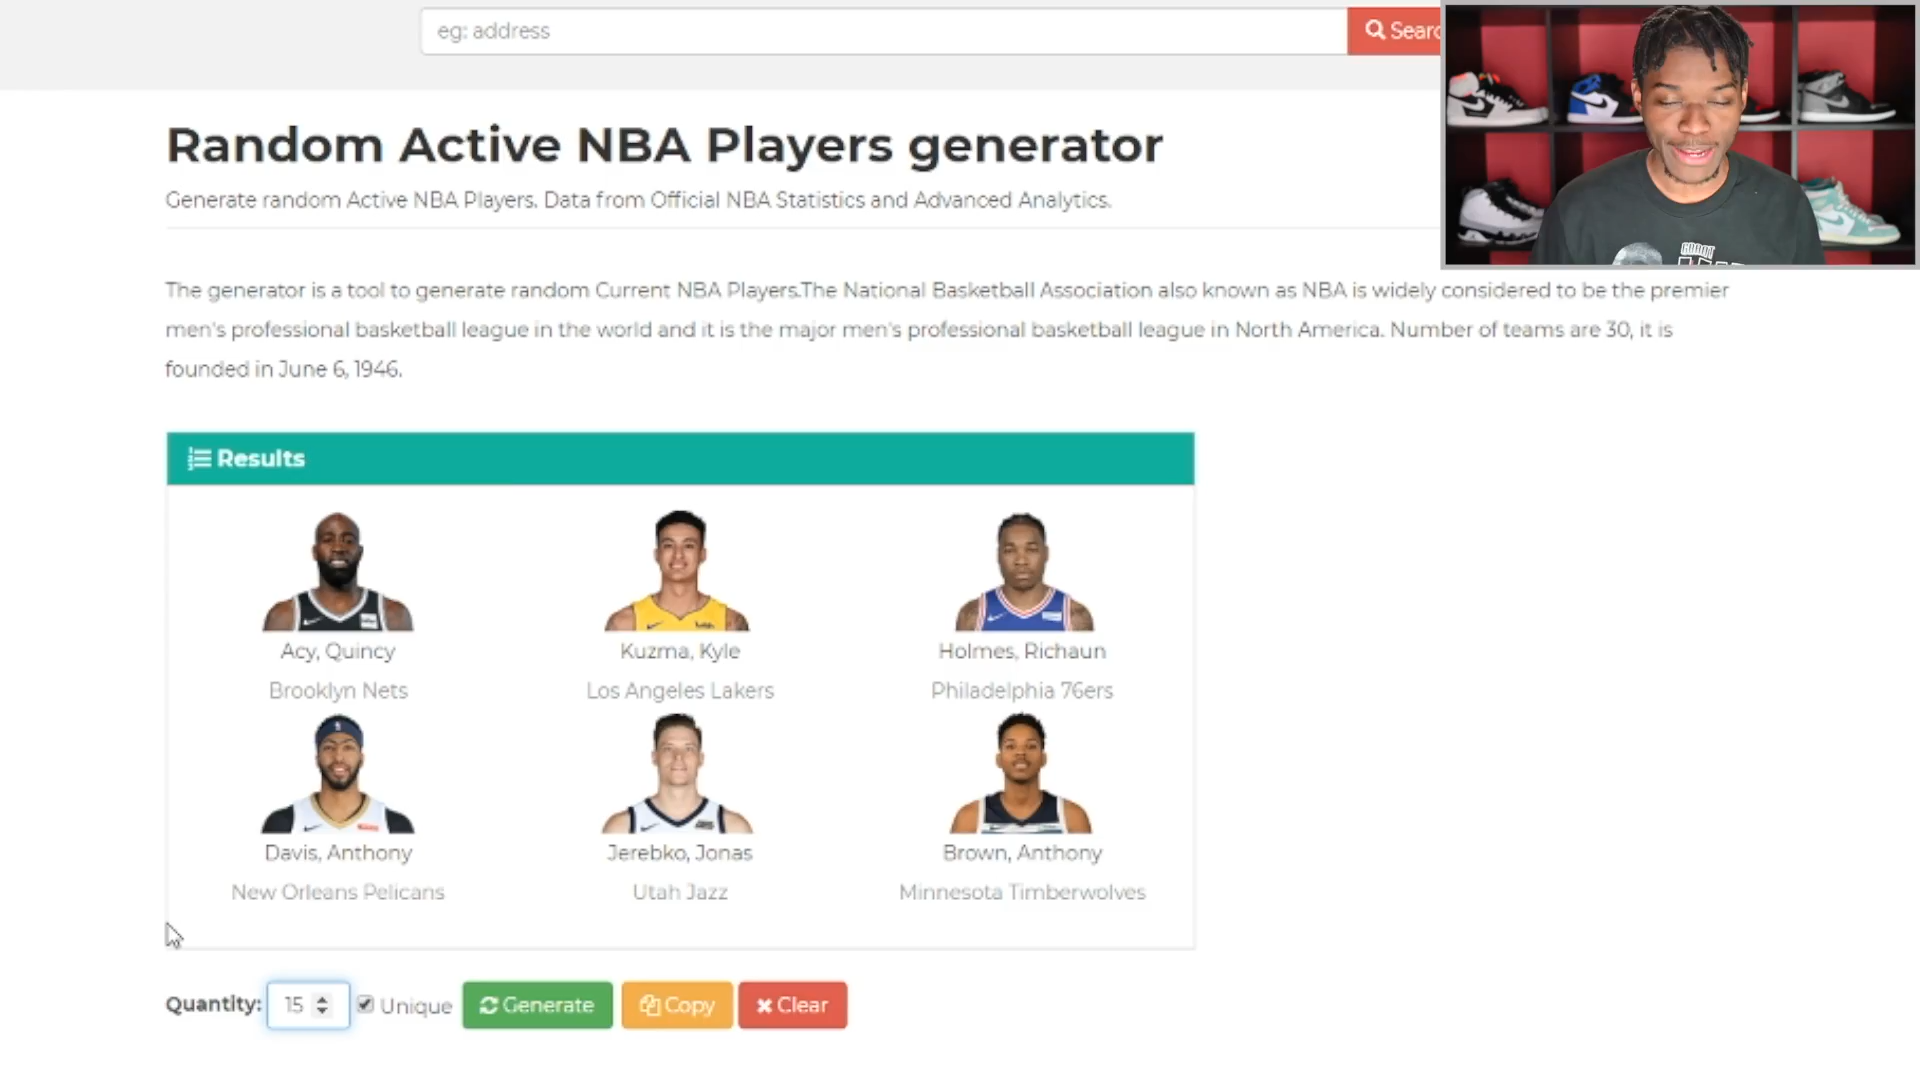 eg: address
Searc
Random Active NBA Players generator
Generate random Active NBA Players. Data from Official NBA Statistics and Advanced Analytics.
The generator is a tool to generate random Current NBA Players.The National Basketball Association also known as NBA is widely considered to be the premier
men's professional basketball league in the world and it is the major men's professional basketball league in North America. Number of teams are 30, it is
founded in June 6, 1946.
Results
Acy, Quincy
Kuzma, Kyle
Holmes, Richaun
Brooklyn Nets
Los Angeles Lakers
Philadelphia 76ers
Davis, Anthony
Jerebko, Jonas
Brown, Anthony
New Orleans Pelicans
Utah Jazz
Minnesota Timberwolves
Quantity: 15 Unique Generate Copy Clear